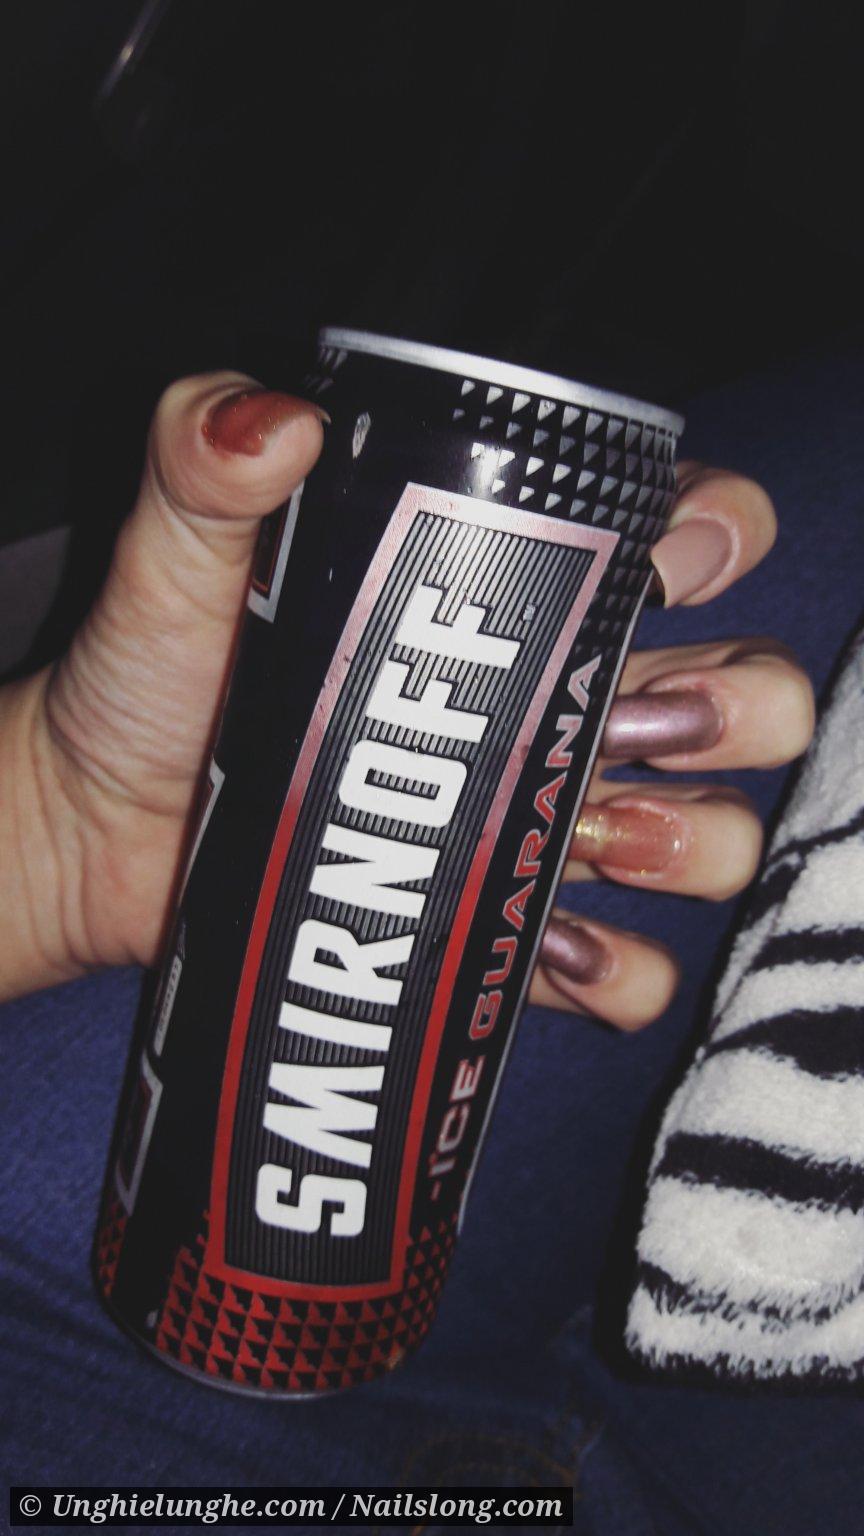 SMIRNOFF
ICE GUARANA
© Unghielunghe.com / Nailslong.com